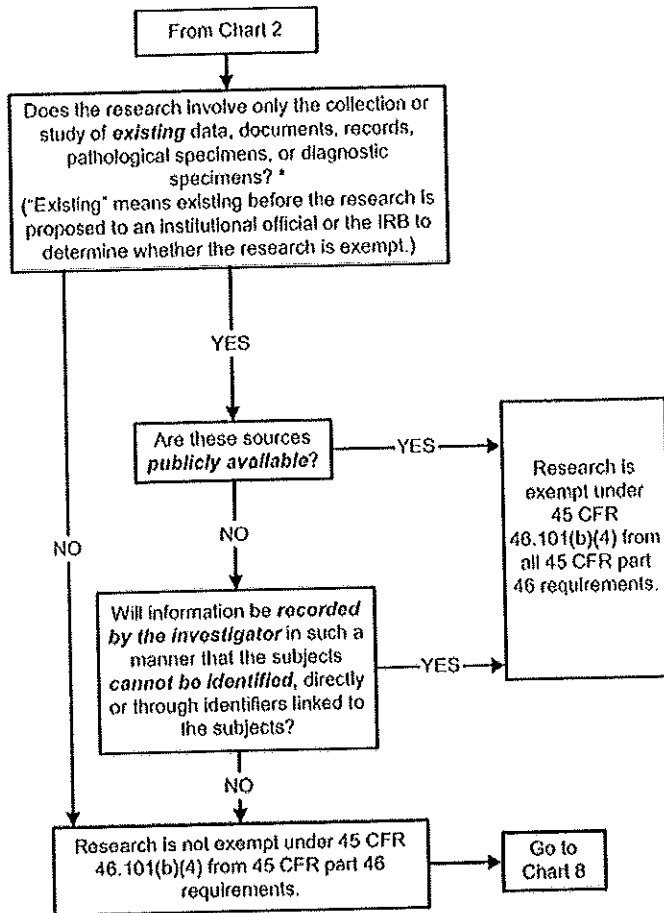 From Chart 2
Does the research involve only the collection or
study of existing data, documents, records,
pathological specimens, or diagnostic
specimens? *
("Existing" means existing before the research is
proposed to an institutional official or the IRB to
determine whether the research is exempt.)
YES
Are these sources
publicly available?
YES
Research is
exempt under
45 CFR
46.101(b)(4) from
all 45 CFR part
46 requirements.
NO
NO
Will information be recorded
by the investigator in such a
manner that the subjects
cannot be identified, directly
or through identifiers linked to
the subjects?
YES
NO
Research is not exempt under 45 CFR
46.101(b)(4) from 45 CFR part 46
requirements.
Go to
Chart 8